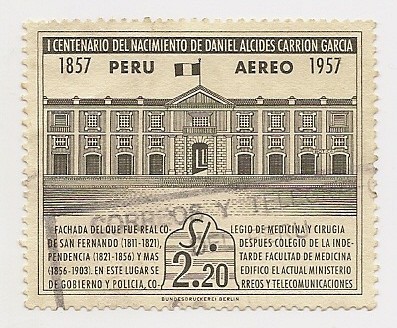 I CENTENARIO DEL NACIMIENTO DE DANIEL ALCIDES CARRION GARCIA
1857 PERU AEREO 1957
FACHADA DEL QUE FUE REAL CO LEGIO DE MEDICINA Y CIRUGIA
DE SAN FERNANDO (1811-1821), DESPUES COLEGIO DE LA INDE-
PENDENCIA (1821-1856) Y MAS TARDE FACULTAD DE MEDICINA
(1856-1903). EN ESTE LUGAR SE EDIFICO EL ACTUAL MINISTERIO
DE GOBIERNO Y POLICIA, CO- RREOS Y TELECOMUNICACIONES
S/. 2.20
CORREOS Y TELE
BUNDESDRUCKEREI BERLIN